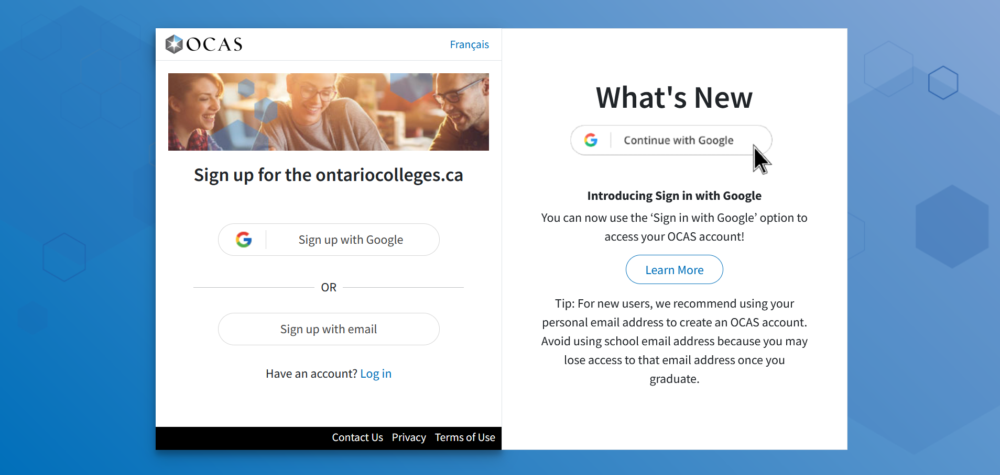 OCAS
Français
Sign up for the ontariocolleges.ca
Sign up with Google
OR
Sign up with email
Have an account? Log in
Contact Us Privacy Terms of Use
What's New
Continue with Google
Introducing Sign in with Google
You can now use the ‘Sign in with Google’ option to
access your OCAS account!
Learn More
Tip: For new users, we recommend using your
personal email address to create an OCAS account.
Avoid using school email address because you may
lose access to that email address once you
graduate.